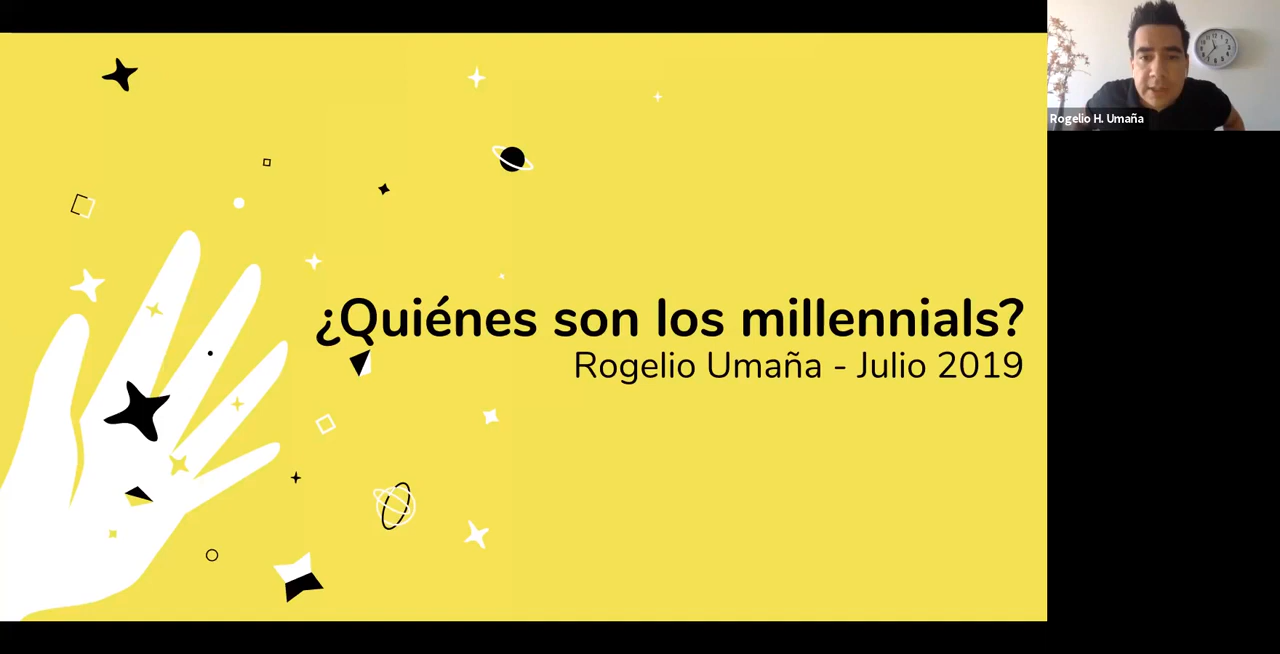 ¿Quiénes son los millennials?
Rogelio Umaña - Julio 2019
Rogelio H. Umaña